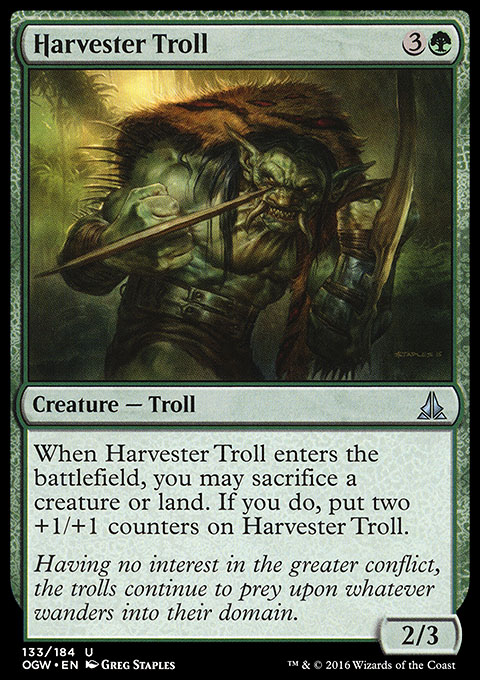 Harvester Troll 3
STAPLES 15
Creature — Troll
When Harvester Troll enters the
battlefield, you may sacrifice a
creature or land. If you do, put two
+1/+1 counters on Harvester Troll.
Having no interest in the greater conflict,
the trolls continue to prey upon whatever
wanders into their domain.
2/3
133/184 U
OGW • EN Greg Staples
™ & © 2016 Wizards of the Coast